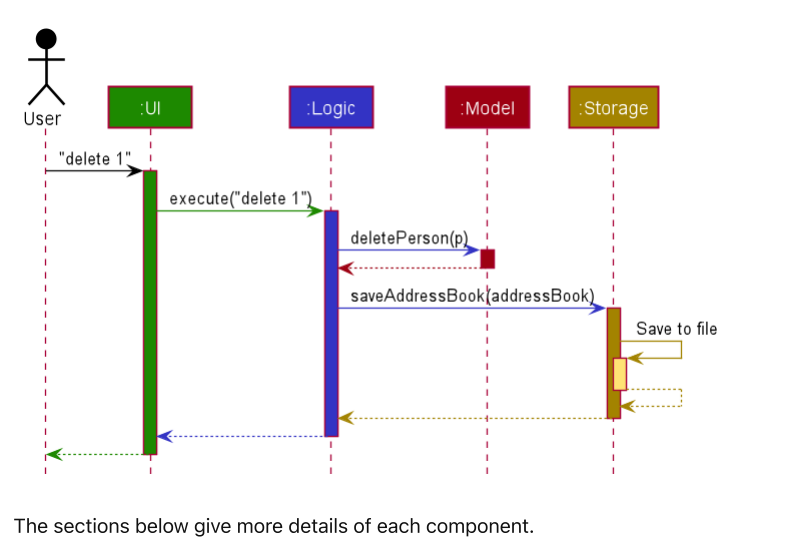 User
:UI
:Logic
:Model
:Storage
"delete 1"
execute("delete 1")
deletePerson(p)
saveAddressBook(addressBook)
Save to file
The sections below give more details of each component.